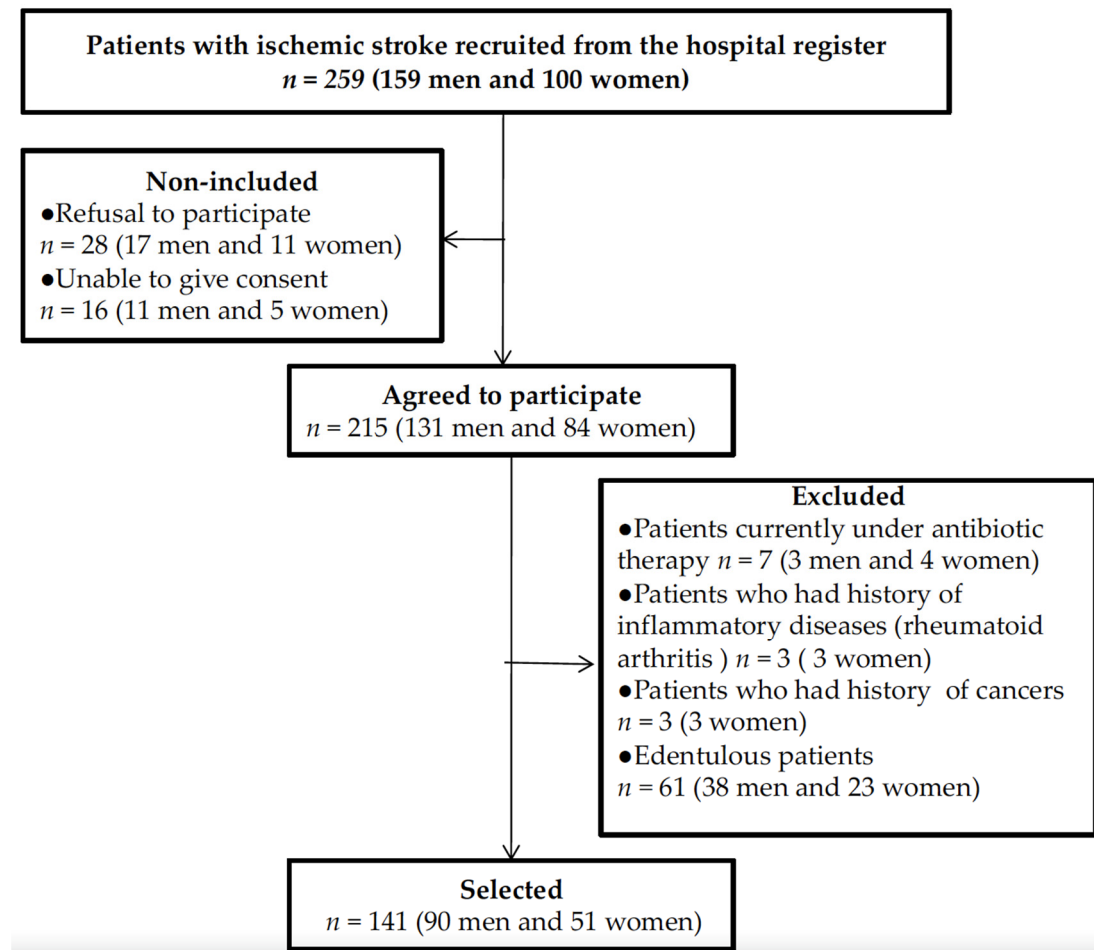 Patients with ischemic stroke recruited from the hospital register
n = 259 (159 men and 100 women)
Non-included
●Refusal to participate
n = 28 (17 men and 11 women)
●Unable to give consent
n = 16 (11 men and 5 women)
Agreed to participate
n = 215 (131 men and 84 women)
Excluded
●Patients currently under antibiotic
therapy n = 7 (3 men and 4 women)
●Patients who had history of
inflammatory diseases (rheumatoid
arthritis ) n = 3 ( 3 women)
●Patients who had history  of cancers
n = 3 (3 women)
●Edentulous patients
n = 61 (38 men and 23 women)
Selected
n = 141 (90 men and 51 women)